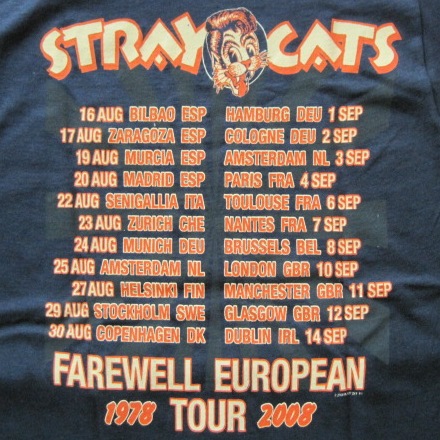 STRAY CATS
16 AUG BILBAO ESP HAMBURG DEU 1 SEP
17 AUG ZARAGOZA ESP COLOGNE DEU 2 SEP
19 AUG MURCIA ESP AMSTERDAM NL 3 SEP
20 AUG MADRID ESP PARIS FRA 4 SEP
22 AUG SENIGALLIA ITA TOULOUSE FRA 6 SEP
23 AUG ZURICH CHE NANTES FRA 7 SEP
24 AUG MUNICH DEU BRUSSELS BEL 8 SEP
25 AUG AMSTERDAM NL LONDON GBR 10 SEP
27 AUG HELSINKI FIN MANCHESTER GBR 11 SEP
29 AUG STOCKHOLM SWE GLASGOW GBR 12 SEP
30 AUG COPENHAGEN DK DUBLIN IRL 14 SEP
FAREWELL EUROPEAN
1978 TOUR 2008